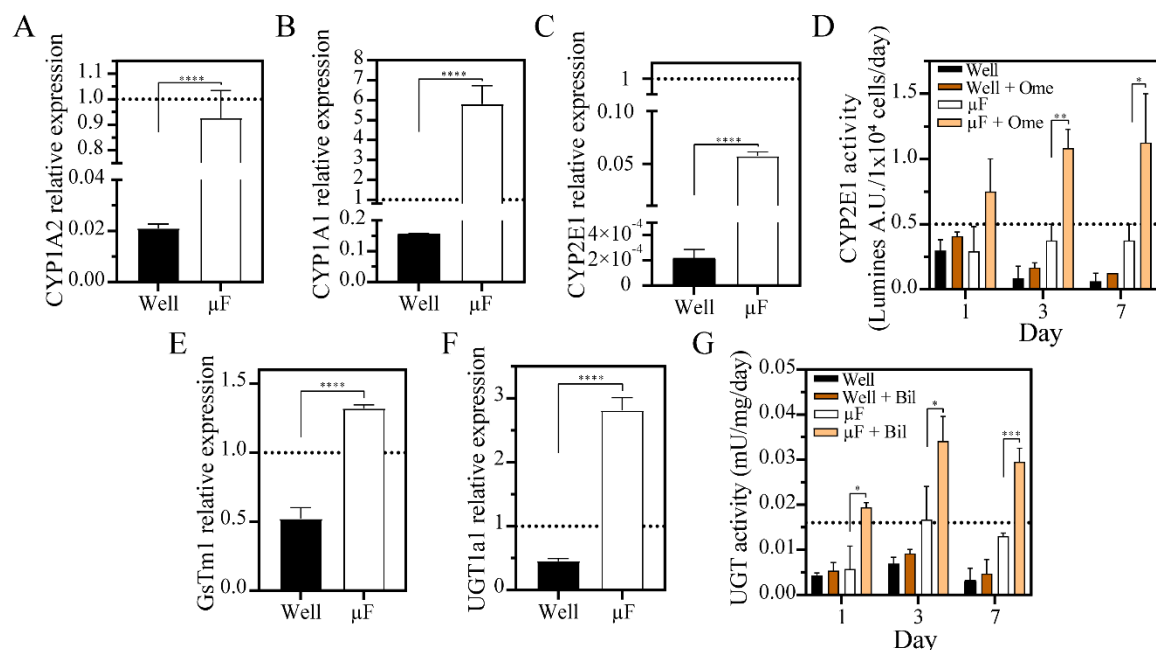 A
CYP1A2 relative expression
1.1
1.0
0.9
0.8
0.04
0.02
0.00
****
Well
µF
B
CYP1A1 relative expression
8
7
6
5
4
3
2
1
0.2
0.1
0.0
****
Well
µF
C
CYP2E1 relative expression
1
0.10
0.05
4×10⁻⁴
2×10⁻⁴
0
****
Well
µF
D
CYP2E1 activity
(Lumines A.U./1x10⁴ cells/day)
1.5
1.0
0.5
0.0
Well
Well + Ome
µF
µF + Ome
**
*
1
3
7
Day
E
GsTm1 relative expression
1.5
1.0
0.5
0.0
****
Well
µF
F
UGT1a1 relative expression
3
2
1
0
****
Well
µF
G
UGT activity (mU/mg/day)
0.05
0.04
0.03
0.02
0.01
0.00
Well
Well + Bil
µF
µF + Bil
*
*
***
1
3
7
Day